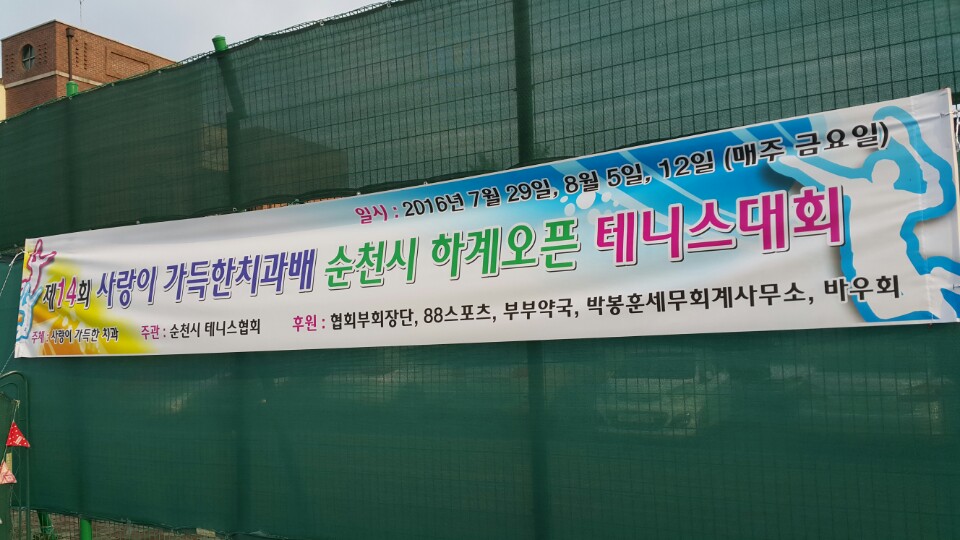 일시 : 2016년 7월 29일, 8월 5일, 12일 (매주 금요일)
제14회 사랑이 가득한치과배 순천시 하계오픈 테니스대회
주최 : 사랑이 가득한 치과 주관 : 순천시 테니스협회 후원 : 협회부회장단, 88스포츠, 부부약국, 박봉훈세무회계사무소, 바우회